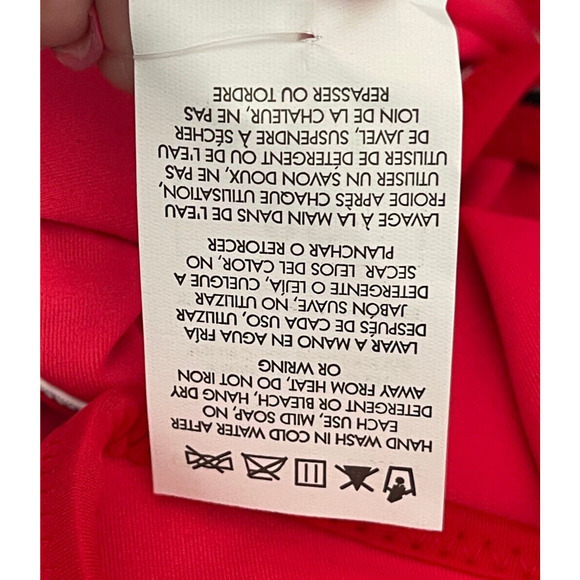 HAND WASH IN COLD WATER AFTER
EACH USE, MILD SOAP, NO
DETERGENT OR BLEACH, HANG DRY
AWAY FROM HEAT, DO NOT IRON
OR WRING
LAVAR A MANO EN AGUA FRÍA
DESPUÉS DE CADA USO, UTILIZAR
JABÓN SUAVE, NO UTILIZAR
DETERGENTE O LEJÍA, CUELGUE A
SECAR LEJOS DEL CALOR, NO
PLANCHAR O RETORCER
LAVAGE À LA MAIN DANS DE L'EAU
FROIDE APRÈS CHAQUE UTILISATION,
UTILISER UN SAVON DOUX, NE PAS
UTILISER DE DÉTERGENT OU DE L'EAU
DE JAVEL, SUSPENDRE À SÉCHER
LOIN DE LA CHALEUR, NE PAS
REPASSER OU TORDRE